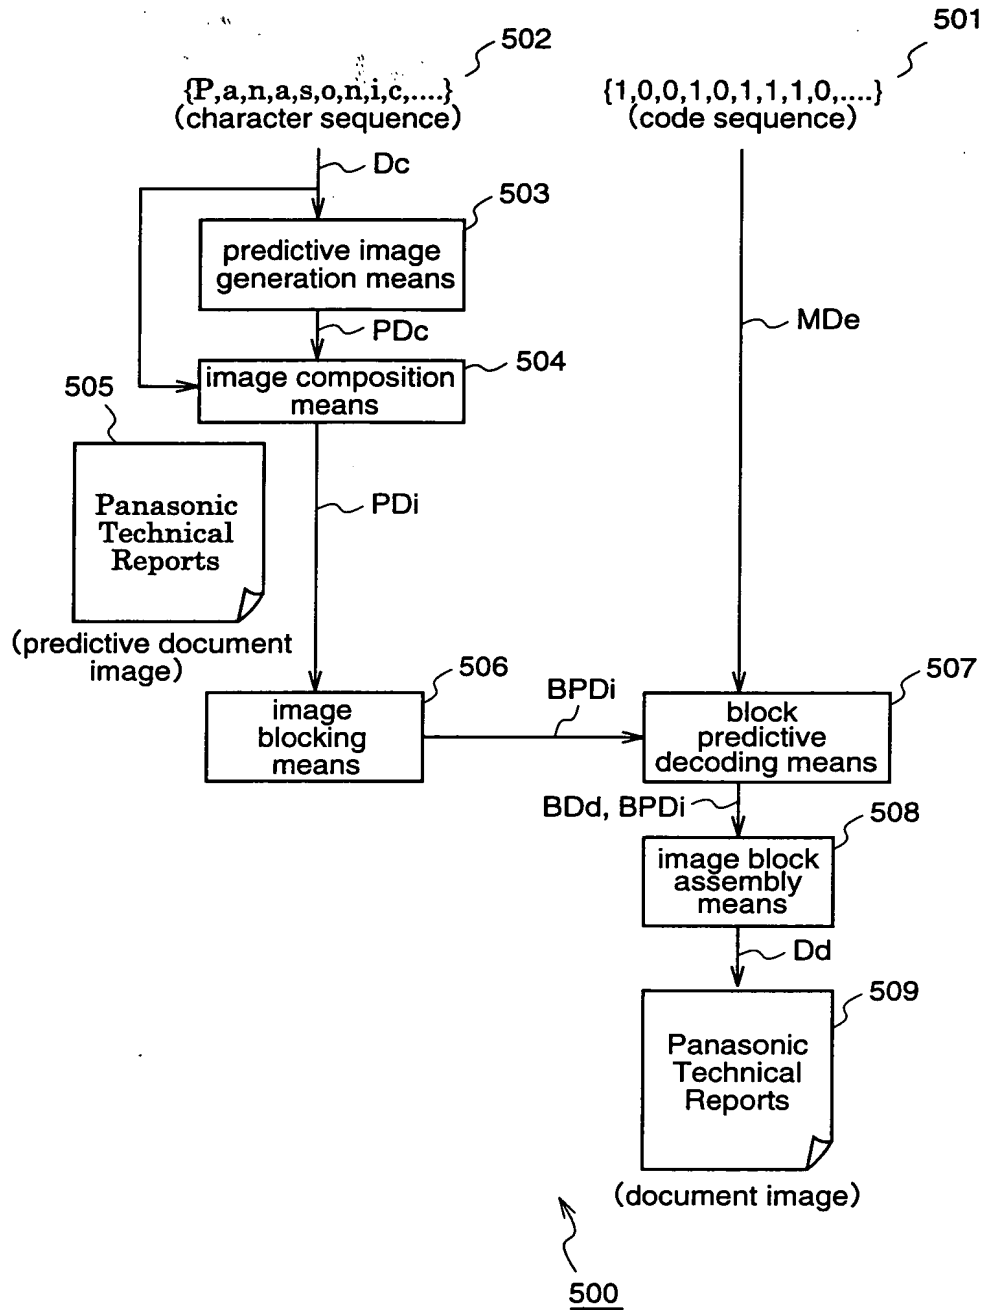 501
502
{P,a,n,a,s,o,n,i,c,....}
(character sequence)
{1,0,0,1,0,1,1,1,0,....}
(code sequence)
Dc
503
predictive image
generation means
PDc
MDe
504
image composition
means
505
Panasonic
Technical
Reports
PDi
(predictive document
image)
506
image
blocking
means
BPDi
507
block
predictive
decoding means
BDd, BPDi
508
image block
assembly
means
Dd
509
Panasonic
Technical
Reports
(document image)
500